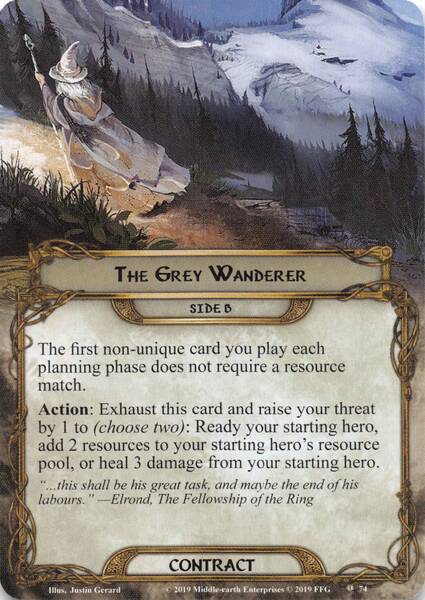 The Grey Wanderer
SIDE B
The first non-unique card you play each
planning phase does not require a resource
match.
Action: Exhaust this card and raise your threat
by 1 to (choose two): Ready your starting hero,
add 2 resources to your starting hero's resource
pool, or heal 3 damage from your starting hero.
“...this shall be his great task, and maybe the end of his
labours.” —Elrond, The Fellowship of the Ring
CONTRACT
Illus. Justin Gerard © 2019 Middle-earth Enterprises © 2019 FFG 74